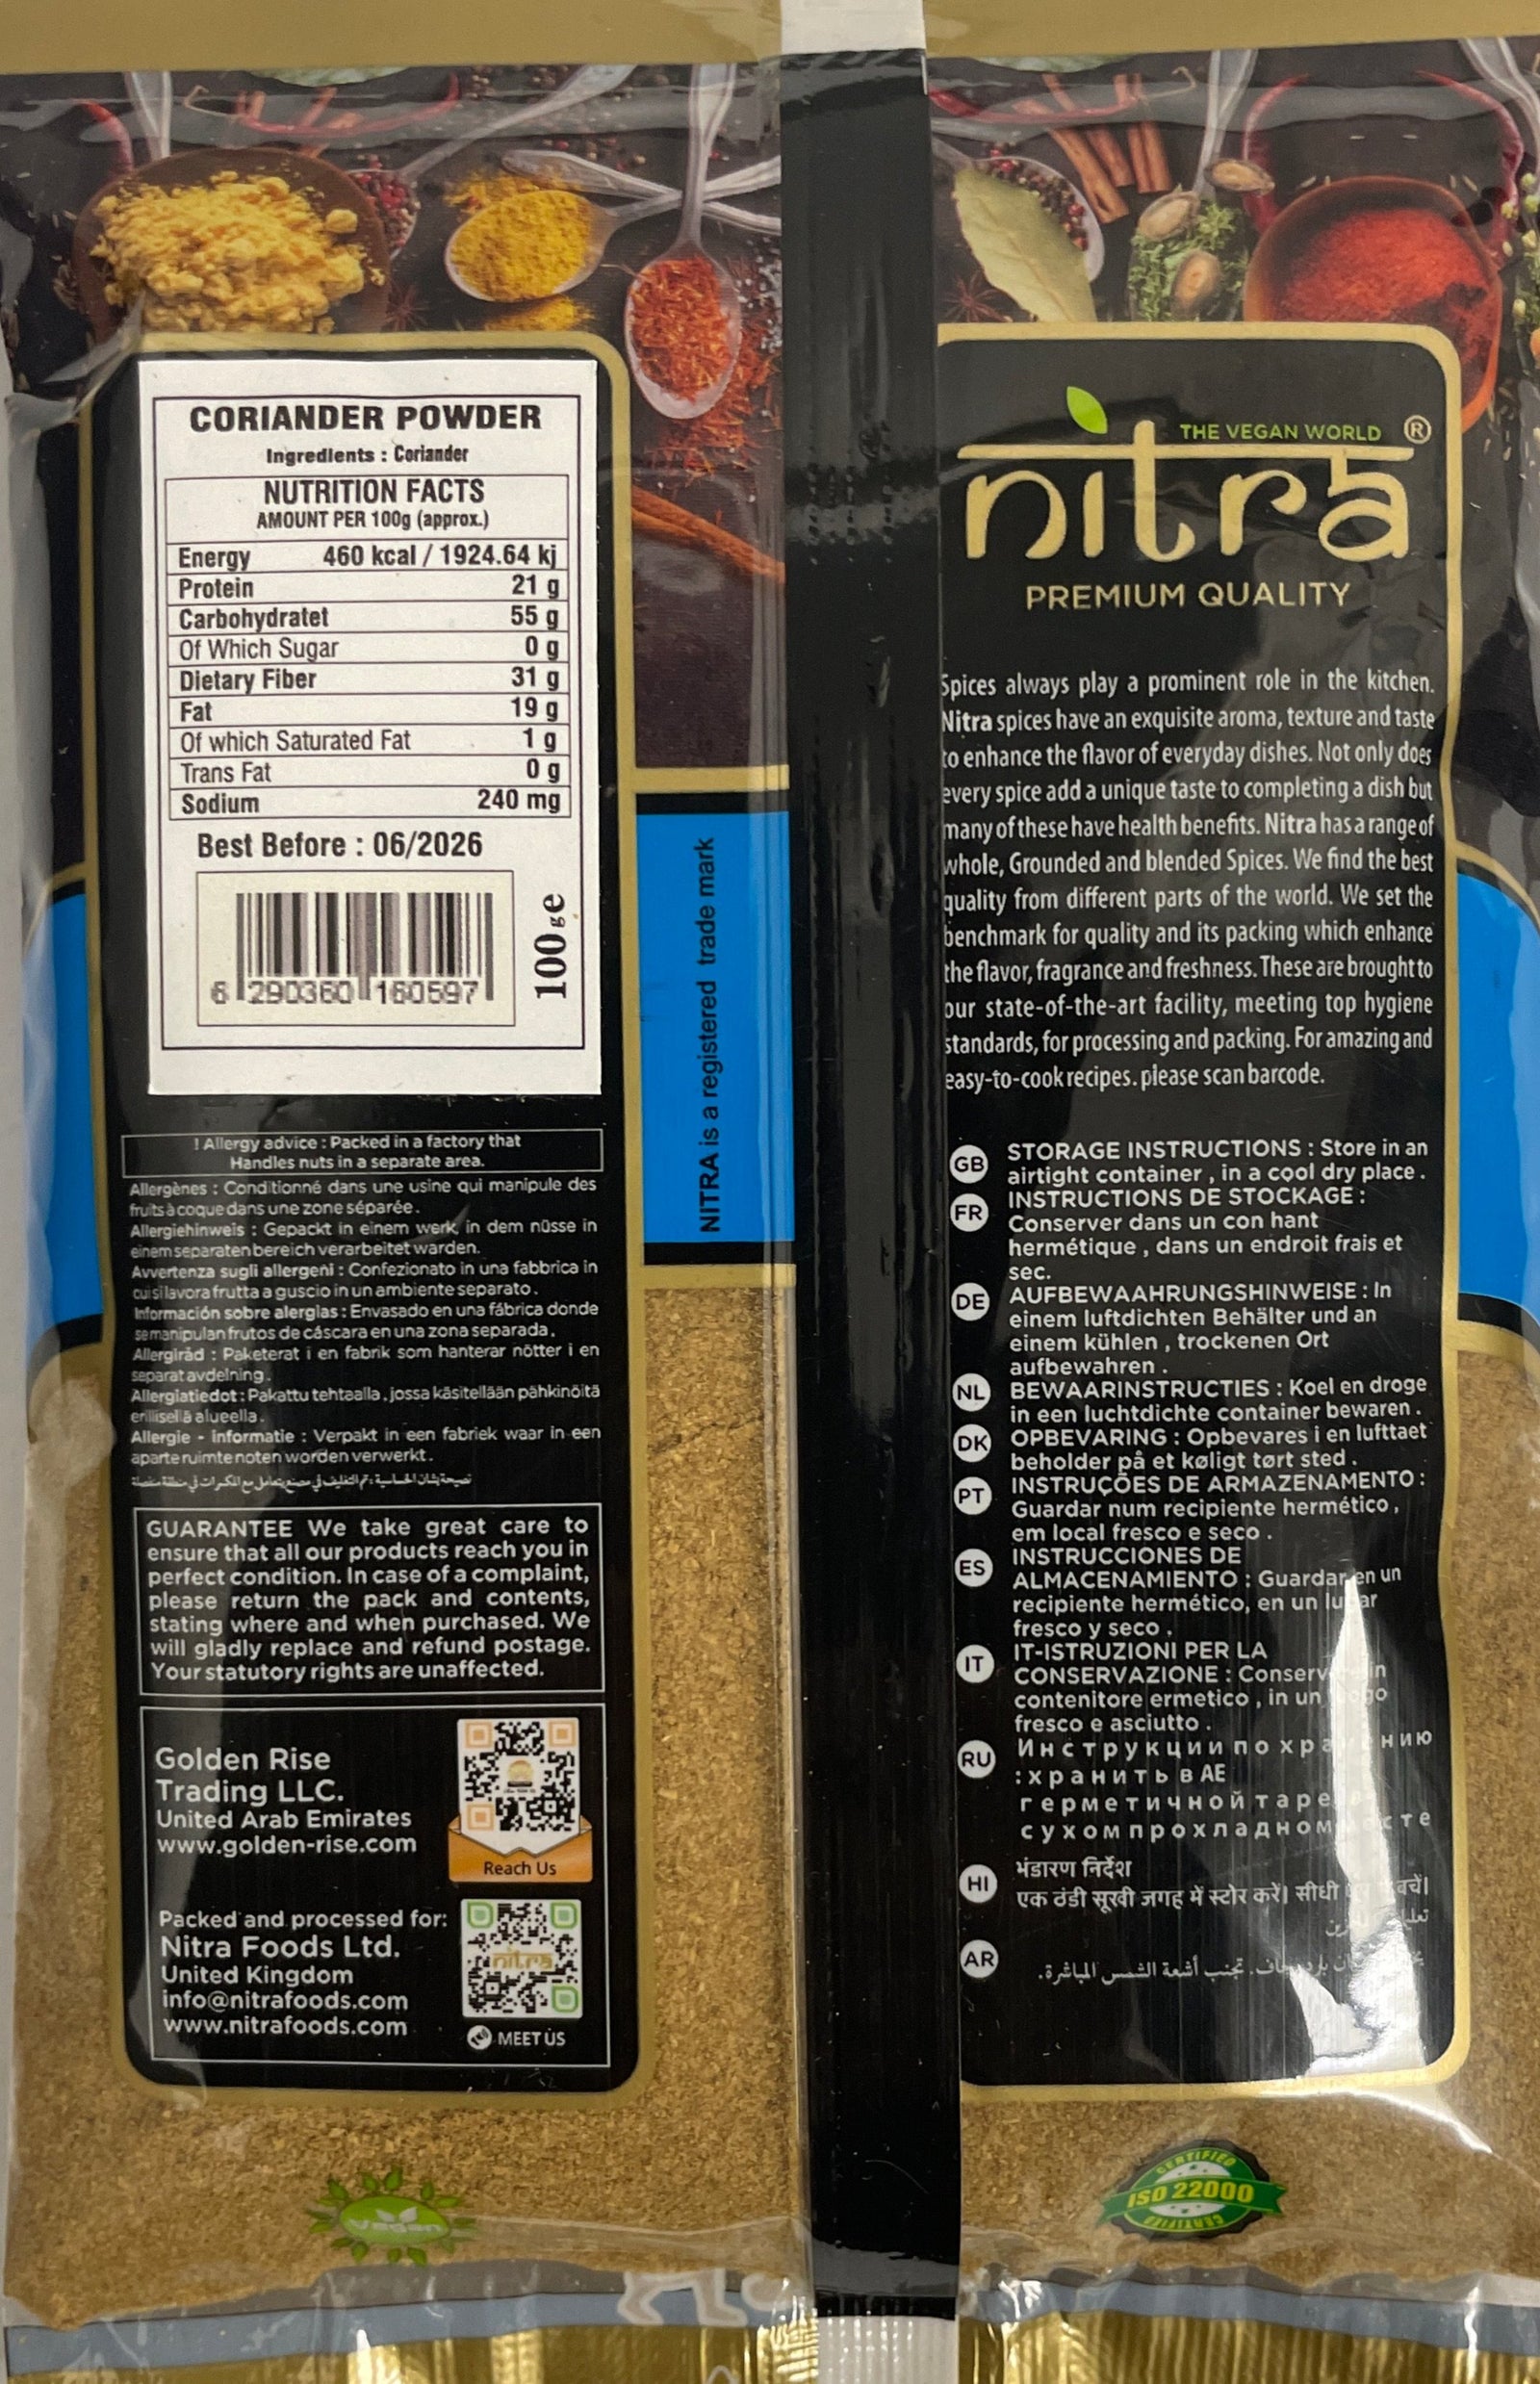 CORIANDER POWDER
Ingredients : Coriander
NUTRITION FACTS
AMOUNT PER 100g (approx.)
Energy 460 kcal / 1924.64 kj
Protein 21 g
Carbohydratet 55 g
Of Which Sugar 0 g
Dietary Fiber 31 g
Fat 19 g
Of which Saturated Fat 1 g
Trans Fat 0 g
Sodium 240 mg
Best Before : 06/2026
6 290360 160597
100 g e
! Allergy advice : Packed in a factory that
Handles nuts in a separate area.
Allergènes : Conditionné dans une usine qui manipule des
fruits à coque dans une zone séparée .
Allergiehinweis : Gepackt in einem werk, in dem nüsse in
einem separaten bereich verarbeitet warden.
Avvertenza sugli allergeni : Confezionato in una fabbrica in
cui si lavora frutta a guscio in un ambiente separato .
Información sobre alerglas : Envasado en una fábrica donde
se manipulan frutos de cáscara en una zona separada .
Allergiråd : Paketerat i en fabrik som hanterar nötter i en
separat avdelning .
Allergiatiedot : Pakattu tehtaalla , jossa käsitellään pähkinöitä
erillisellä alueella .
Allergie - informatie : Verpakt in een fabriek waar in een
aparte ruimte noten worden verwerkt .
نصيحة بشأن الحساسية : تم التغليف في مصنع يتعامل مع المكسرات في منطقة منفصلة
GUARANTEE We take great care to
ensure that all our products reach you in
perfect condition. In case of a complaint,
please return the pack and contents,
stating where and when purchased. We
will gladly replace and refund postage.
Your statutory rights are unaffected.
Golden Rise
Trading LLC.
United Arab Emirates
www.golden-rise.com
Reach Us
Packed and processed for:
Nitra Foods Ltd.
United Kingdom
info@nitrafoods.com
www.nitrafoods.com
nitra
MEET US
Vegan
NITRA is a registered trade mark
THE VEGAN WORLD ®
nitra
PREMIUM QUALITY
Spices always play a prominent role in the kitchen.
Nitra spices have an exquisite aroma, texture and taste
to enhance the flavor of everyday dishes. Not only does
every spice add a unique taste to completing a dish but
many of these have health benefits. Nitra has a range of
whole, Grounded and blended Spices. We find the best
quality from different parts of the world. We set the
benchmark for quality and its packing which enhance
the flavor, fragrance and freshness. These are brought to
our state-of-the-art facility, meeting top hygiene
standards, for processing and packing. For amazing and
easy-to-cook recipes. please scan barcode.
GB STORAGE INSTRUCTIONS : Store in an
airtight container , in a cool dry place .
FR INSTRUCTIONS DE STOCKAGE :
Conserver dans un con hant
hermétique , dans un endroit frais et
sec.
DE AUFBEWAAHRUNGSHINWEISE : In
einem luftdichten Behälter und an
einem kühlen , trockenen Ort
aufbewahren .
NL BEWAARINSTRUCTIES : Koel en droge
in een luchtdichte container bewaren .
DK OPBEVARING : Opbevares i en lufttaet
beholder på et køligt tørt sted .
PT INSTRUÇÕES DE ARMAZENAMENTO :
Guardar num recipiente hermético ,
em local fresco e seco .
ES INSTRUCCIONES DE
ALMACENAMIENTO : Guardar en un
recipiente hermético, en un
fresco y seco .
IT IT-ISTRUZIONI PER LA
CONSERVAZIONE : in
contenitore ermetico , in un
fresco e asciutto .
RU Инструкции по
: хранить в АЕ
герметичной таре
сухом прохладном
HI भंडारण निर्देश
एक ठंडी सूखी जगह में स्टोर करें। सीधी
AR
تجنب أشعة الشمس المباشرة.
CERTIFIED
ISO 22000
CERTIFIED